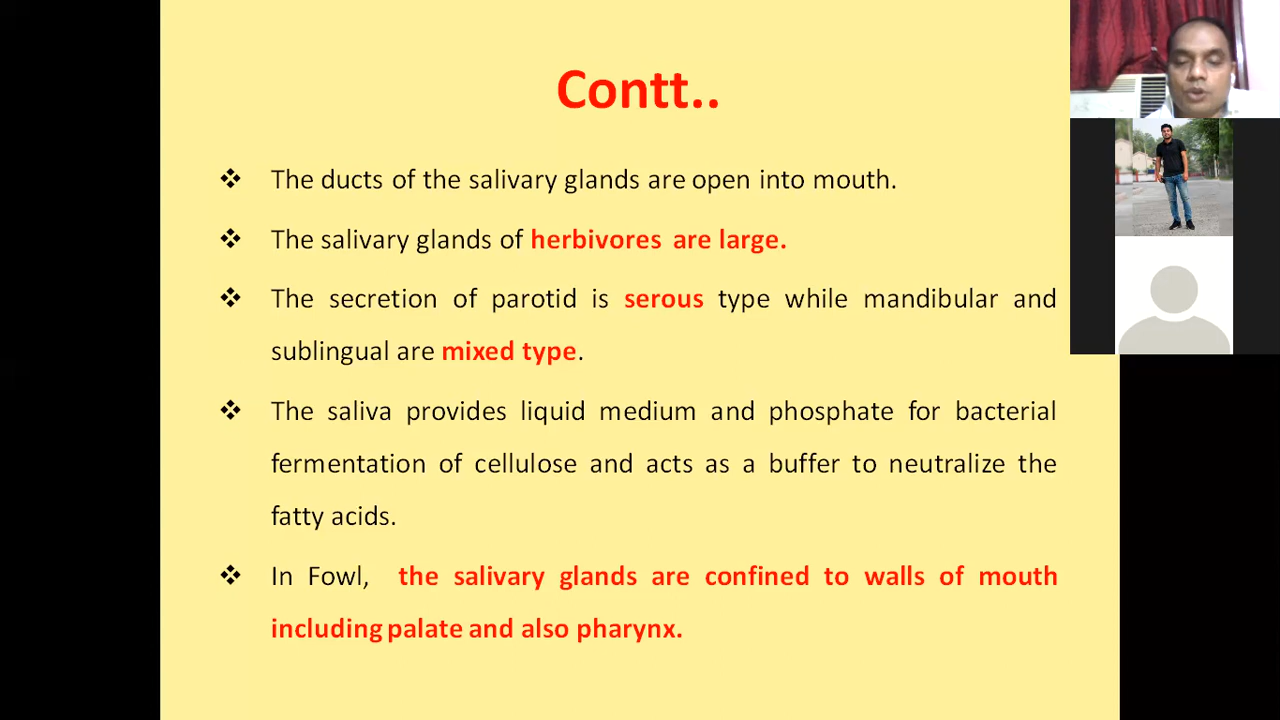 Contt..
❖ The ducts of the salivary glands are open into mouth.
❖ The salivary glands of herbivores are large.
❖ The secretion of parotid is serous type while mandibular and
sublingual are mixed type.
❖ The saliva provides liquid medium and phosphate for bacterial
fermentation of cellulose and acts as a buffer to neutralize the
fatty acids.
❖ In Fowl, the salivary glands are confined to walls of mouth
including palate and also pharynx.